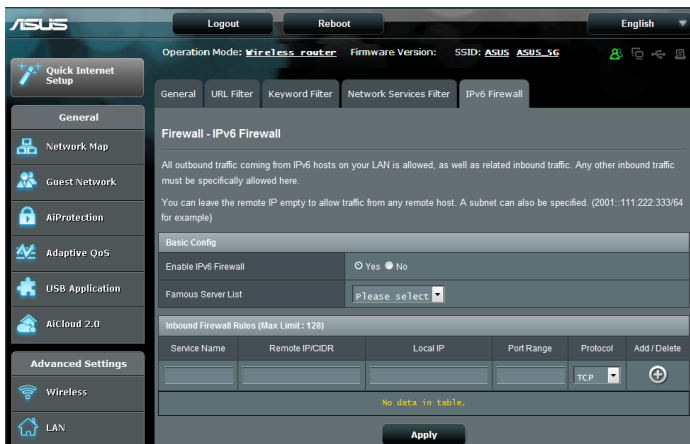 ASUS
Logout
Reboot
English
Operation Mode: Wireless router Firmware Version: SSID: ASUS ASUS_5G
Quick Internet
Setup
General
Network Map
Guest Network
AiProtection
Adaptive QoS
USB Application
AiCloud 2.0
Advanced Settings
Wireless
LAN
General
URL Filter
Keyword Filter
Network Services Filter
IPv6 Firewall
Firewall - IPv6 Firewall
All outbound traffic coming from IPv6 hosts on your LAN is allowed, as well as related inbound traffic. Any other inbound traffic
must be specifically allowed here.
You can leave the remote IP empty to allow traffic from any remote host. A subnet can also be specified. (2001::111:222:333/64
for example)
Basic Config
Enable IPv6 Firewall Yes No
Famous Server List Please select
Inbound Firewall Rules (Max Limit : 128)
Service Name Remote IP/CIDR Local IP Port Range Protocol Add / Delete
TCP
No data in table.
Apply